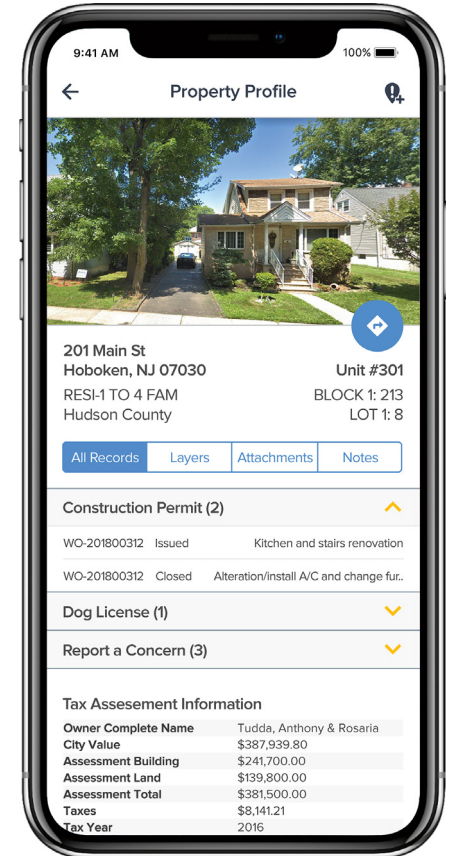 9:41 AM 100%
Property Profile
201 Main St
Hoboken, NJ 07030 Unit #301
RESI-1 TO 4 FAM BLOCK 1: 213
Hudson County LOT 1: 8
All Records Layers Attachments Notes
Construction Permit (2)
WO-201800312 Issued Kitchen and stairs renovation
WO-201800312 Closed Alteration/install A/C and change fur..
Dog License (1)
Report a Concern (3)
Tax Assesement Information
Owner Complete Name Tudda, Anthony & Rosaria
City Value $387,939.80
Assessment Building $241,700.00
Assessment Land $139,800.00
Assessment Total $381,500.00
Taxes $8,141.21
Tax Year 2016